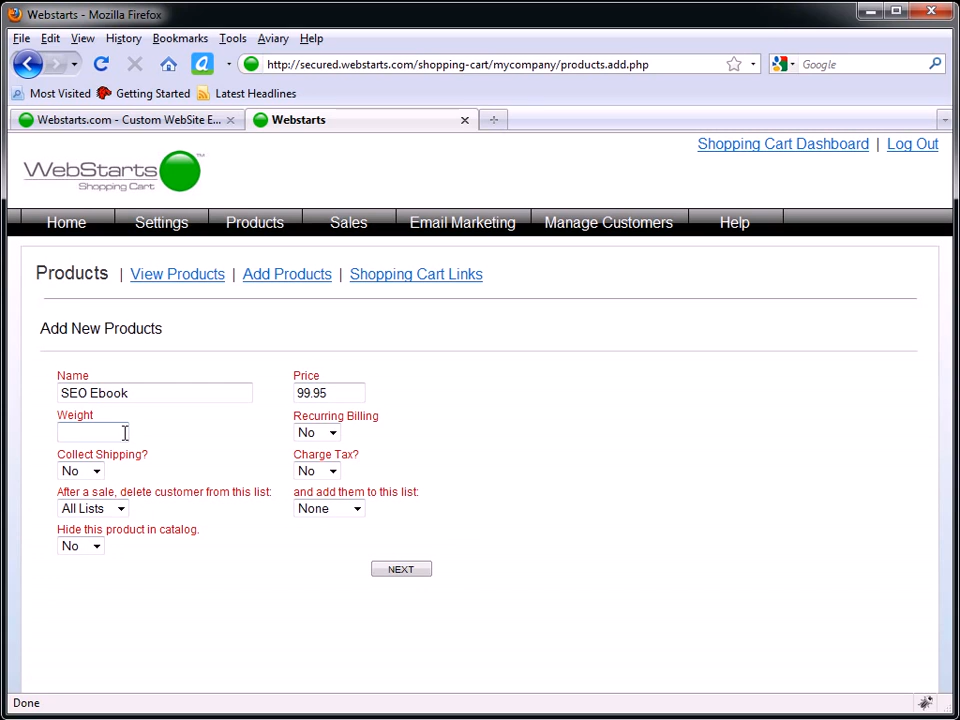 Webstarts - Mozilla Firefox
File Edit View History Bookmarks Tools Aviary Help
http://secured.webstarts.com/shopping-cart/mycompany/products.add.php
Google
Most Visited Getting Started Latest Headlines
Webstarts.com - Custom WebSite E... Webstarts
Shopping Cart Dashboard | Log Out
WebStarts™
Shopping Cart
Home Settings Products Sales Email Marketing Manage Customers Help
Products | View Products | Add Products | Shopping Cart Links
Add New Products
Name Price
SEO Ebook 99.95
Weight Recurring Billing
No
Collect Shipping? Charge Tax?
No No
After a sale, delete customer from this list: and add them to this list:
All Lists None
Hide this product in catalog.
No
NEXT
Done